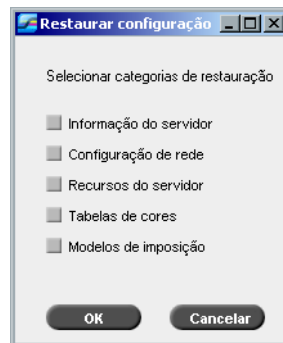 Restaurar configuração
Selecionar categorias de restauração
Informação do servidor
Configuração de rede
Recursos do servidor
Tabelas de cores
Modelos de imposição
OK Cancelar